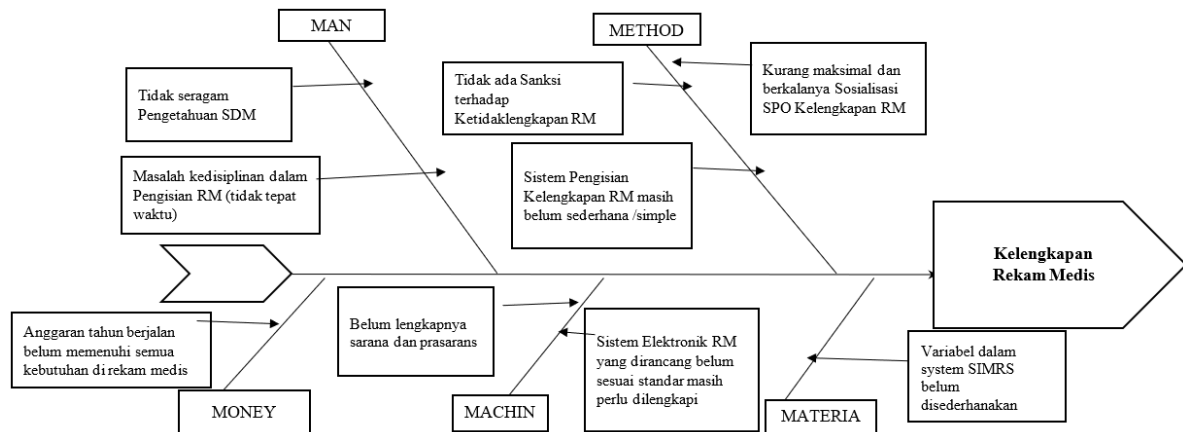 MAN
METHOD
Tidak seragam
Pengetahuan SDM
Tidak ada Sanksi
terhadap
Ketidaklengkapan RM
Kurang maksimal dan
berkalanya Sosialisasi
SPO Kelengkapan RM
Masalah kedisiplinan dalam
Pengisian RM (tidak tepat
waktu)
Sistem Pengisian
Kelengkapan RM masih
belum sederhana /simple
Kelengkapan
Rekam Medis
Anggaran tahun berjalan
belum memenuhi semua
kebutuhan di rekam medis
Belum lengkapnya
sarana dan prasarans
Sistem Elektronik RM
yang dirancang belum
sesuai standar masih
perlu dilengkapi
Variabel dalam
system SIMRS
belum
disederhanakan
MONEY
MACHIN
MATERIA